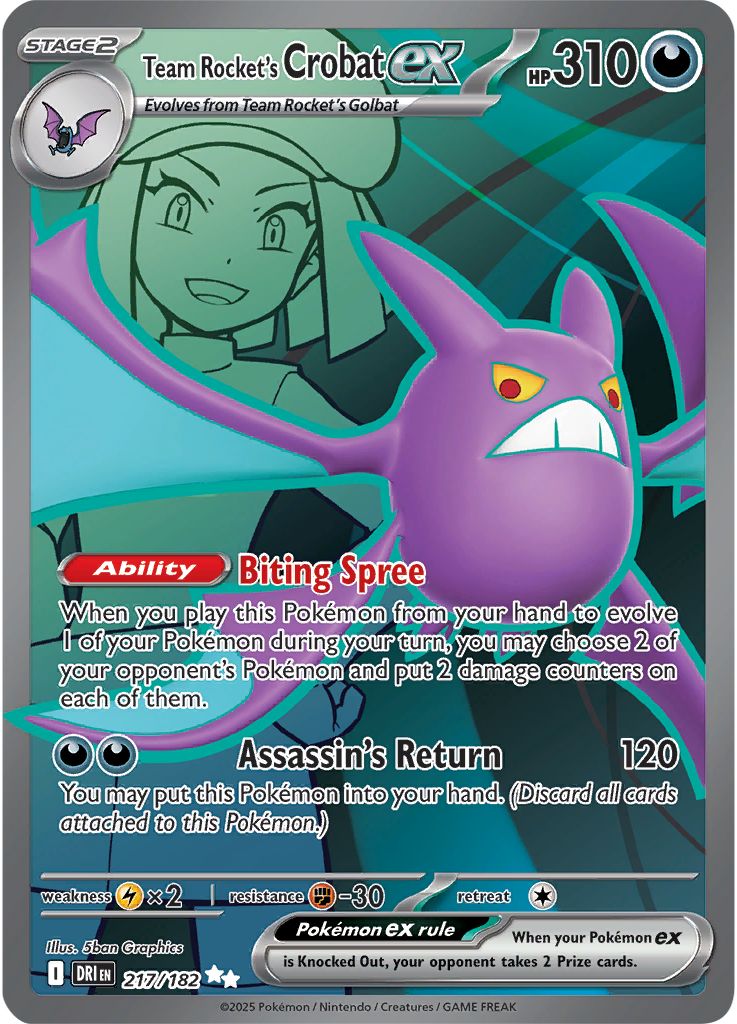 STAGE2
Team Rocket's Crobat ex
HP310
Evolves from Team Rocket's Golbat
Ability Biting Spree
When you play this Pokémon from your hand to evolve
1 of your Pokémon during your turn, you may choose 2 of
your opponent's Pokémon and put 2 damage counters on
each of them.
Assassin's Return 120
You may put this Pokémon into your hand. (Discard all cards
attached to this Pokémon.)
weakness ×2 resistance -30 retreat
Illus. 5ban Graphics
Pokémon ex rule
When your Pokémon ex
is Knocked Out, your opponent takes 2 Prize cards.
I DRI EN 217/182
©2025 Pokémon / Nintendo / Creatures / GAME FREAK